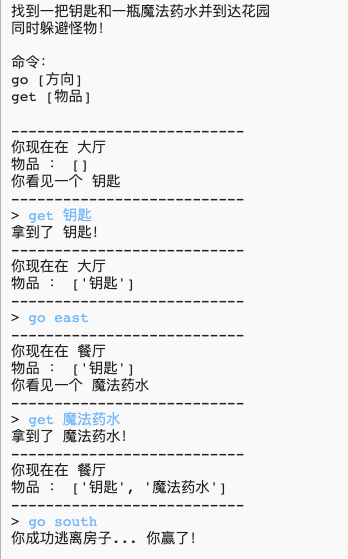 找到一把钥匙和一瓶魔法药水并到达花园
同时躲避怪物!
命令:
go [方向]
get [物品]
---------------------------
你现在在 大厅
物品 : []
你看见一个 钥匙
---------------------------
> get 钥匙
拿到了 钥匙!
---------------------------
你现在在 大厅
物品 : ['钥匙']
---------------------------
> go east
---------------------------
你现在在 餐厅
物品 : ['钥匙']
你看见一个 魔法药水
---------------------------
> get 魔法药水
拿到了 魔法药水!
---------------------------
你现在在 餐厅
物品 : ['钥匙', '魔法药水']
---------------------------
> go south
你成功逃离房子... 你赢了!